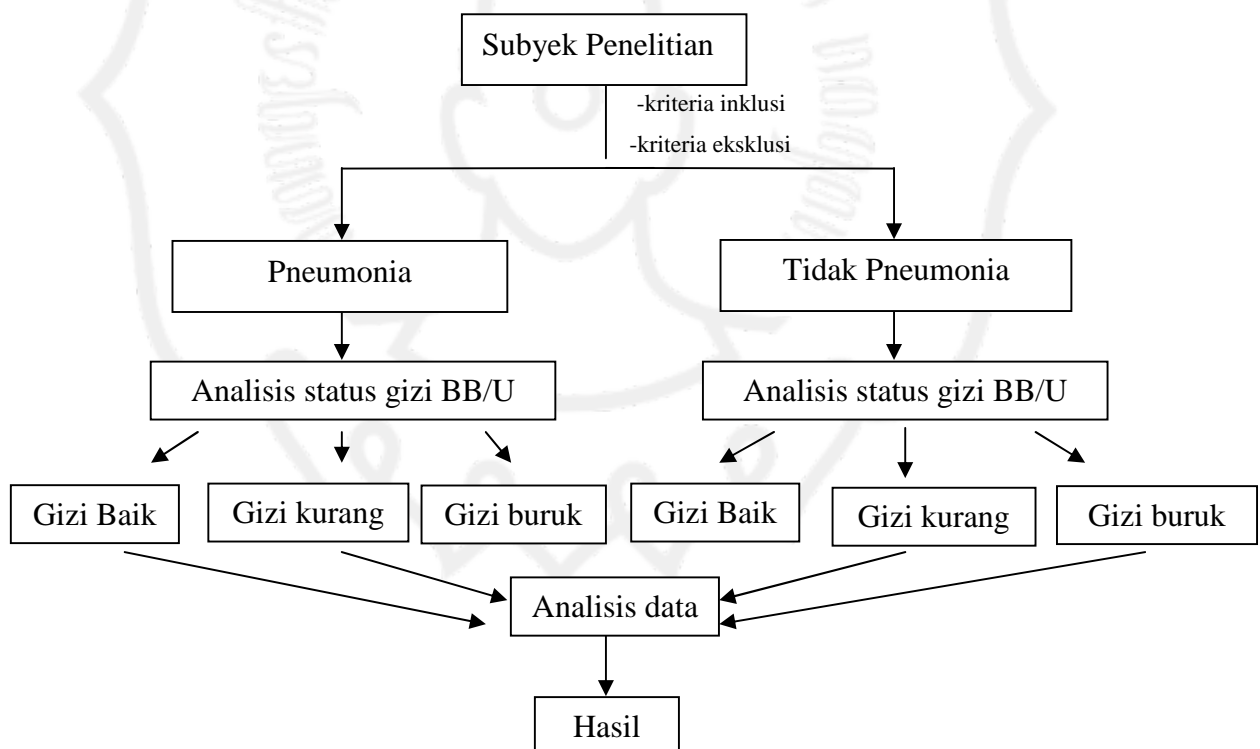 Subyek Penelitian
-kriteria inklusi
-kriteria eksklusi
Pneumonia
Tidak Pneumonia
Analisis status gizi BB/U
Analisis status gizi BB/U
Gizi Baik
Gizi kurang
Gizi buruk
Gizi Baik
Gizi kurang
Gizi buruk
Analisis data
Hasil